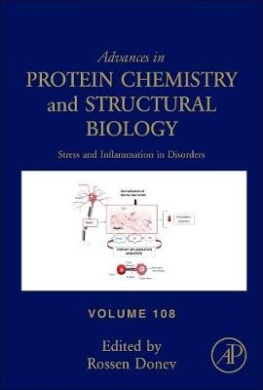 Advances in
PROTEIN CHEMISTRY
and STRUCTURAL
BIOLOGY
Stress and Inflammation in Disorders
VOLUME 108
Edited by
Rossen Donev
AP